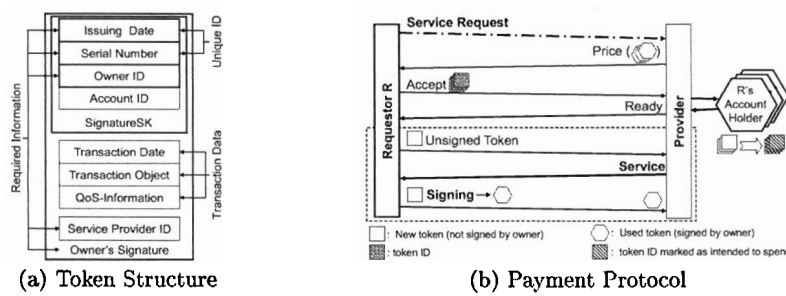 Issuing Date
Serial Number
Owner ID
Account ID
SignatureSK
Transaction Date
Transaction Object
QoS-Information
Service Provider ID
Owner's Signature
Required Information
Unique ID
Transaction Data
(a) Token Structure
Service Request
Price ( )
Accept
Ready
Unsigned Token
Service
Signing
Requestor R
Provider
R's
Account
Holder
: New token (not signed by owner)
: Used token (signed by owner)
: token ID
: token ID marked as intended to spend
(b) Payment Protocol